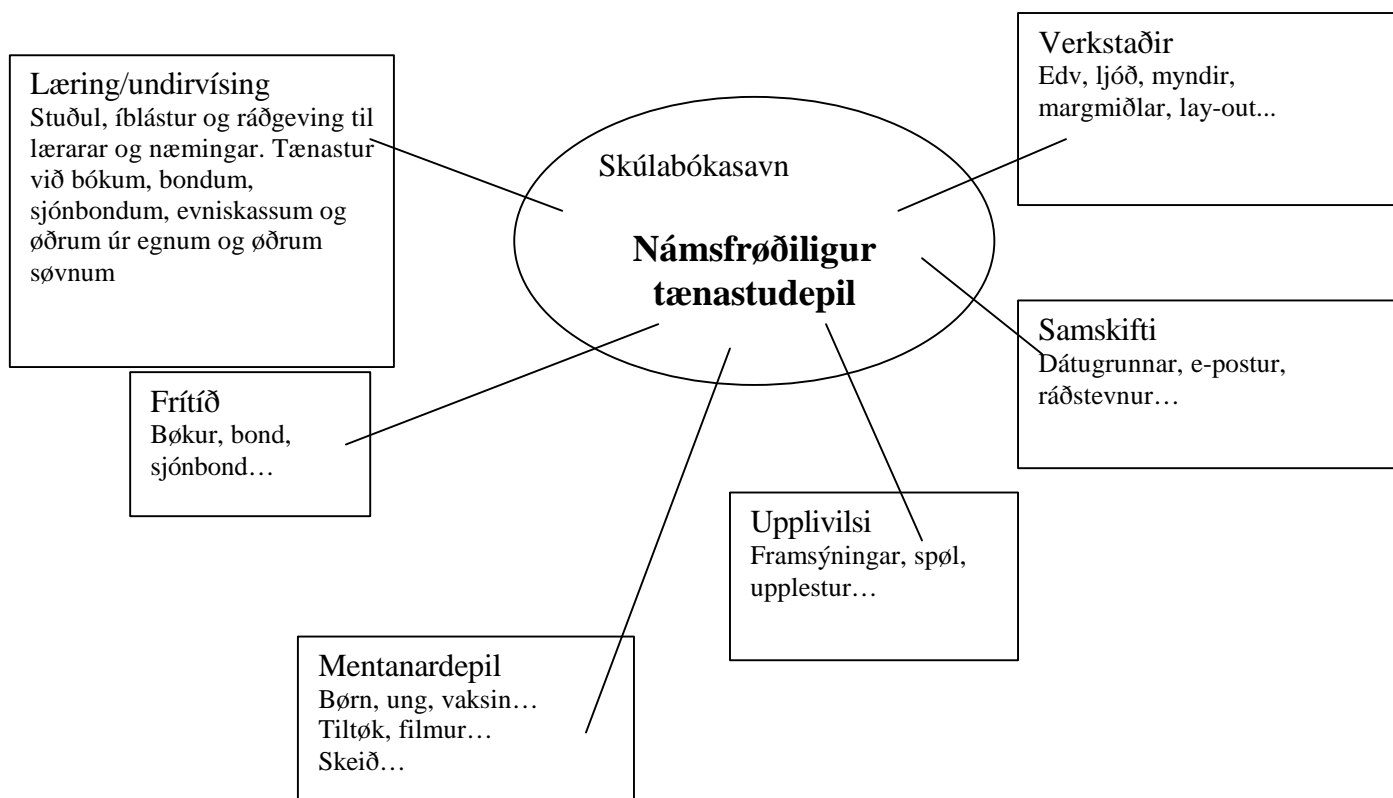 Læring/undirvísing
Stuðul, íblástur og ráðgeving til
lærarar og næmingar. Tænastur
við bókum, bondum,
sjónbondum, evniskassum og
øðrum úr egnum og øðrum
søvnum
Skúlabókasavn
Námsfrøðiligur
tænastudepil
Verkstaðir
Edv, ljóð, myndir,
margmiðlar, lay-out...
Samskifti
Dátugrunnar, e-postur,
ráðstevnur…
Frítíð
Bøkur, bond,
sjónbond…
Upplivilsi
Framsýningar, spøl,
upplestur…
Mentanardepil
Børn, ung, vaksin…
Tiltøk, filmur…
Skeið…